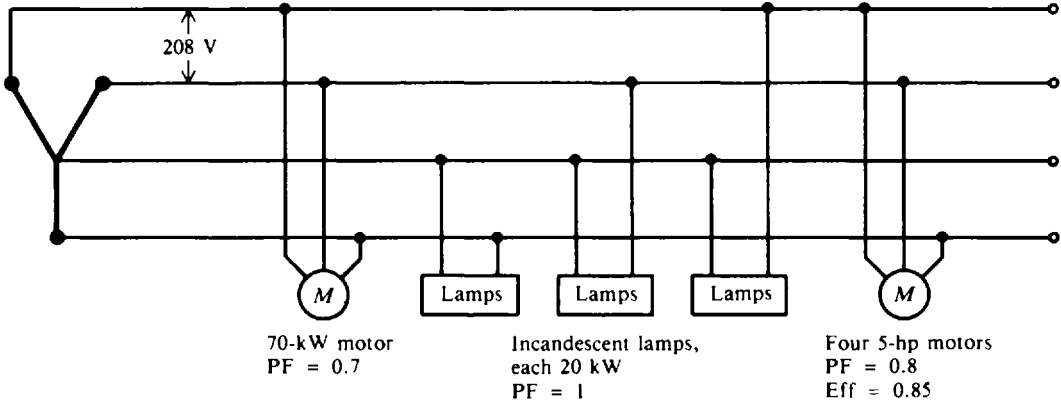 208 V
M
Lamps
Lamps
Lamps
M
70-kW motor
PF = 0.7
Incandescent lamps,
each 20 kW
PF = 1
Four 5-hp motors
PF = 0.8
Eff = 0.85